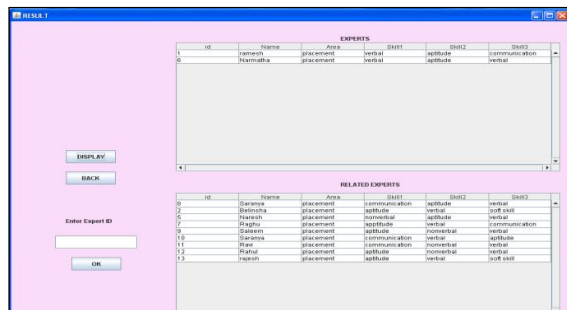 RESULT
EXPERTS
id Name Area Skill1 Skill2 Skill3
1 ramesh placement verbal aptitude communication
6 Narmatha placement verbal aptitude verbal
DISPLAY
BACK
RELATED EXPERTS
id Name Area Skill1 Skill2 Skill3
Saranya placement communication aptitude verbal
2 Belinsha placement aptitude verbal soft skill
5 Naresh placement nonverbal aptitude verbal
7 Raghu placement aptitude verbal communication
9 Saleem placement aptitude nonverbal verbal
10 Saranya placement communication verbal aptitude
11 Ravi placement communication nonverbal verbal
12 Rahul placement aptitude nonverbal verbal
13 rajesh placement aptitude verbal soft skill
Enter Expert ID
OK